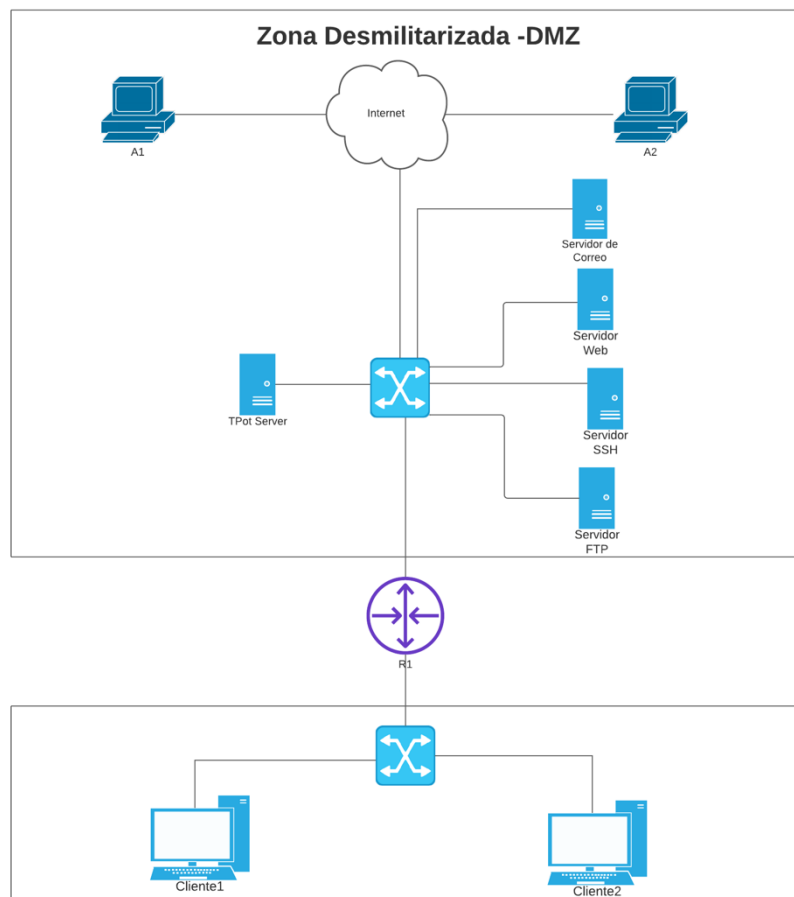 Zona Desmilitarizada -DMZ
Internet
A1
A2
Servidor de
Correo
Servidor
Web
TPot Server
Servidor
SSH
Servidor
FTP
R1
Cliente1
Cliente2